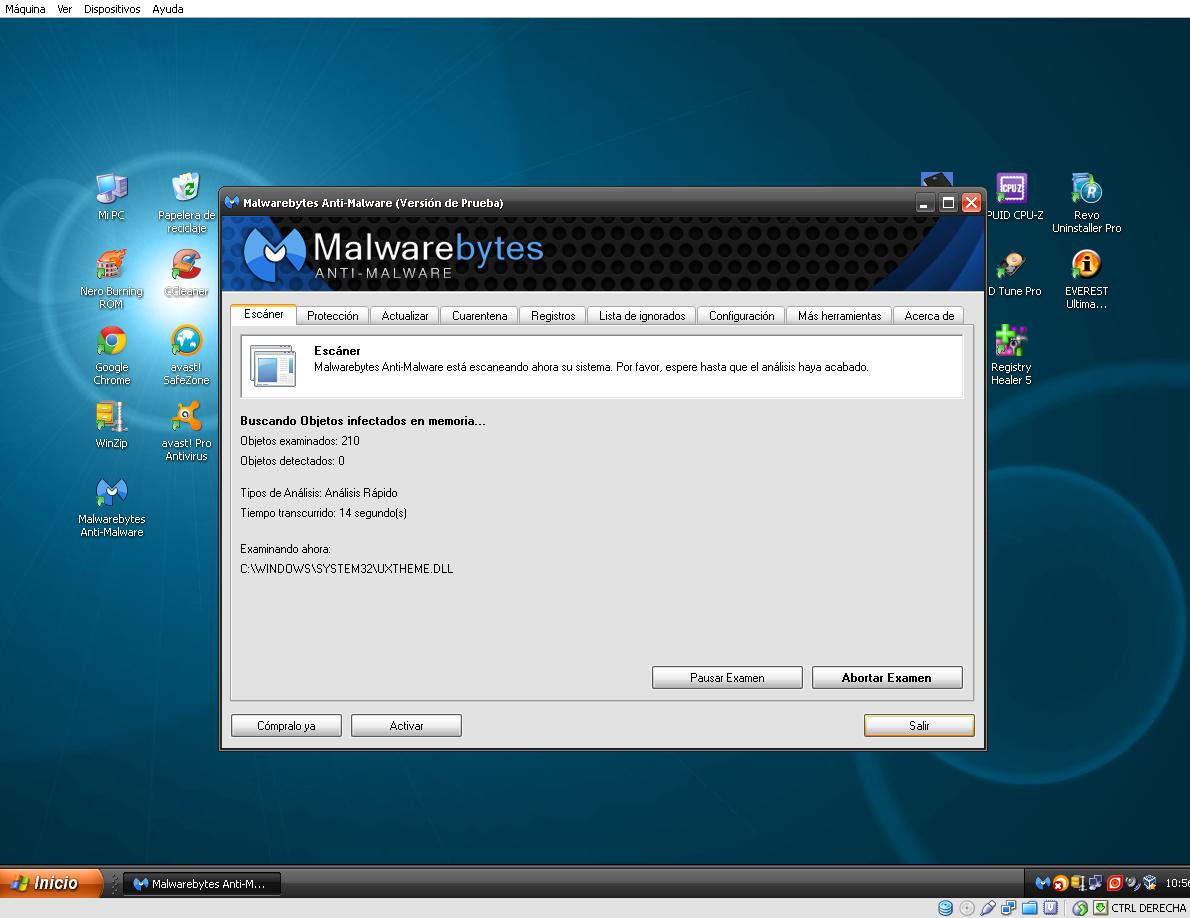 Máquina Ver Dispositivos Ayuda
Mi PC
Papelera de
reciclaje
Nero Burning
ROM
CCleaner
Google
Chrome
avast!
SafeZone
WinZip
avast! Pro
Antivirus
Malwarebytes
Anti-Malware
Malwarebytes Anti-Malware (Versión de Prueba)
Malwarebytes
ANTI-MALWARE
Escáner Protección Actualizar Cuarentena Registros Lista de ignorados Configuración Más herramientas Acerca de
Escáner
Malwarebytes Anti-Malware está escaneando ahora su sistema. Por favor, espere hasta que el análisis haya acabado.
Buscando Objetos infectados en memoria...
Objetos examinados: 210
Objetos detectados: 0
Tipos de Análisis: Análisis Rápido
Tiempo transcurrido: 14 segundo(s)
Examinando ahora:
C:\WINDOWS\SYSTEM32\UXTHEME.DLL
Pausar Examen Abortar Examen
Cómpralo ya Activar Salir
CPU-Z
PUID CPU-Z
Revo
Uninstaller Pro
D Tune Pro
EVEREST
Ultima...
Registry
Healer 5
Inicio
Malwarebytes Anti-M...
10:56
CTRL DERECHA